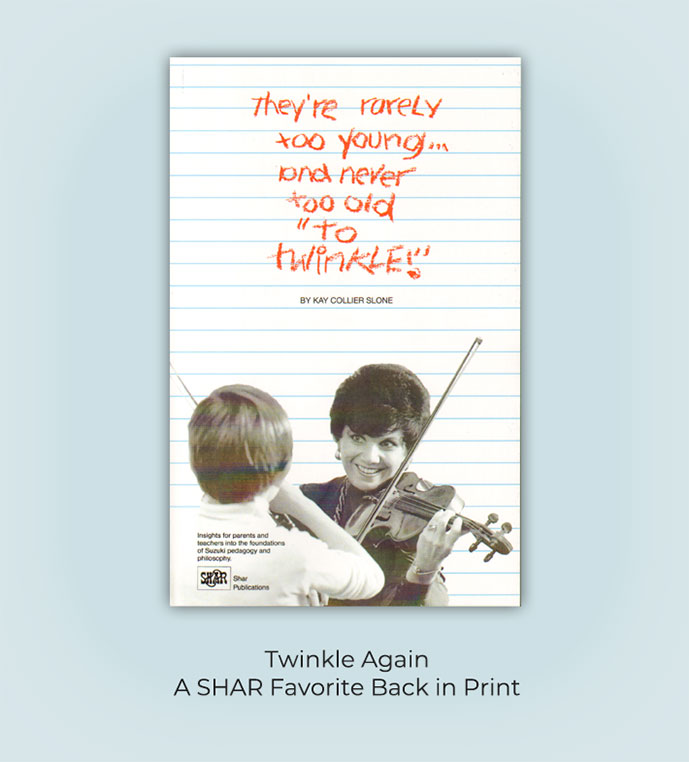 They're rarely
too young...
and never
too old
"to
twinkle!"
BY KAY COLLIER SLONE
Insights for parents and
teachers into the foundations
of Suzuki pedagogy and
philosophy.
SHAR
Shar
Publications
Twinkle Again
A SHAR Favorite Back in Print